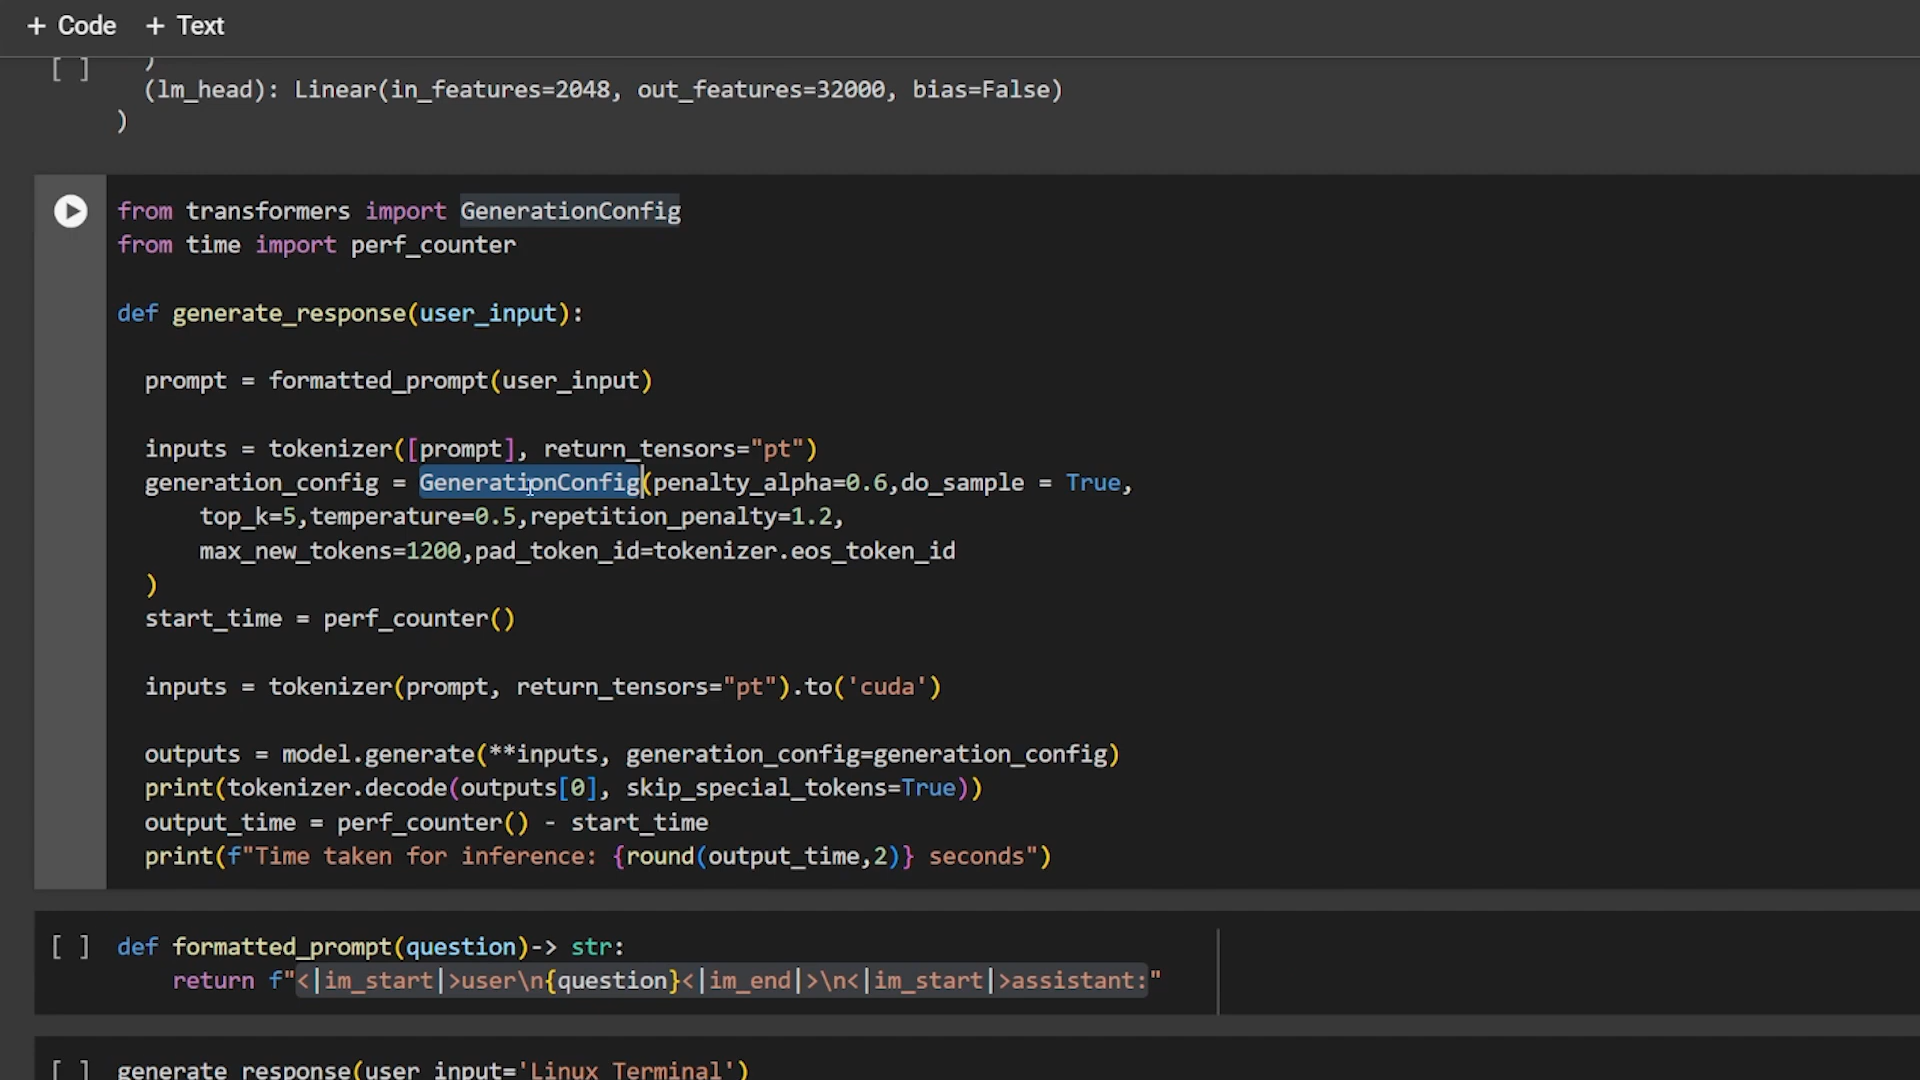 + Code + Text
[ ] )
(lm_head): Linear(in_features=2048, out_features=32000, bias=False)
)
from transformers import GenerationConfig
from time import perf_counter
def generate_response(user_input):
prompt = formatted_prompt(user_input)
inputs = tokenizer([prompt], return_tensors="pt")
generation_config = GenerationConfig(penalty_alpha=0.6,do_sample = True,
top_k=5,temperature=0.5,repetition_penalty=1.2,
max_new_tokens=1200,pad_token_id=tokenizer.eos_token_id
)
start_time = perf_counter()
inputs = tokenizer(prompt, return_tensors="pt").to('cuda')
outputs = model.generate(**inputs, generation_config=generation_config)
print(tokenizer.decode(outputs[0], skip_special_tokens=True))
output_time = perf_counter() - start_time
print(f"Time taken for inference: {round(output_time,2)} seconds")
[ ] def formatted_prompt(question)-> str:
return f"<|im_start|>user\n{question}<|im_end|>\n<|im_start|>assistant:"
[ ] generate_response(user_input='Linux Terminal')